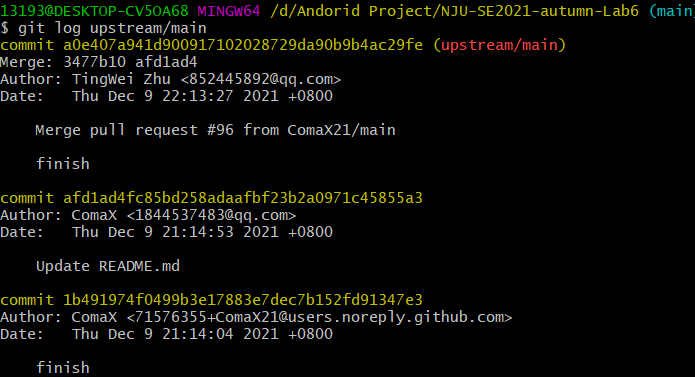 13193@DESKTOP-CV5OA68 MINGW64 /d/Andorid Project/NJU-SE2021-autumn-Lab6 (main
$ git log upstream/main
commit a0e407a941d900917102028729da90b9b4ac29fe (upstream/main)
Merge: 3477b10 afd1ad4
Author: TingWei Zhu <852445892@qq.com>
Date:   Thu Dec 9 22:13:27 2021 +0800
Merge pull request #96 from ComaX21/main
finish
commit afd1ad4fc85bd258adaafbf23b2a0971c45855a3
Author: ComaX <1844537483@qq.com>
Date:   Thu Dec 9 21:14:53 2021 +0800
Update README.md
commit 1b491974f0499b3e17883e7dec7b152fd91347e3
Author: ComaX <71576355+ComaX21@users.noreply.github.com>
Date:   Thu Dec 9 21:14:04 2021 +0800
finish